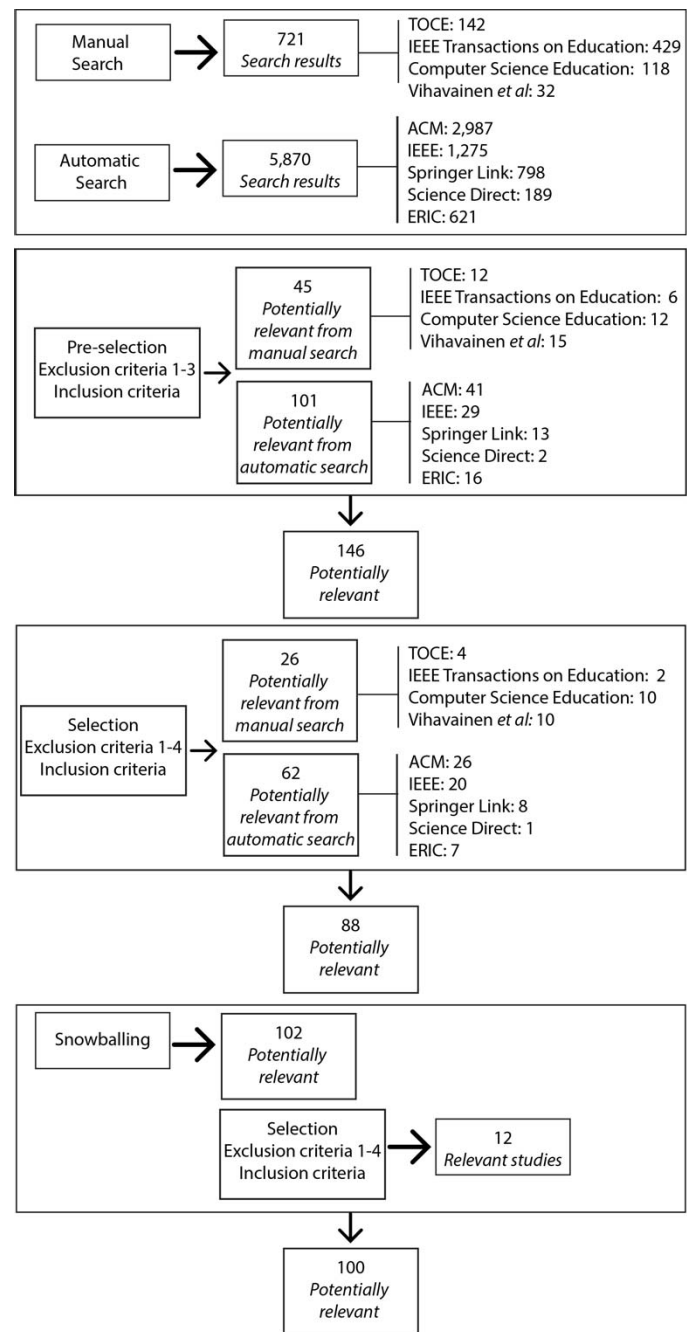 Manual
Search
721
Search results
TOCE: 142
IEEE Transactions on Education: 429
Computer Science Education: 118
Vihavainen et al: 32
Automatic
Search
5,870
Search results
ACM: 2,987
IEEE: 1,275
Springer Link: 798
Science Direct: 189
ERIC: 621
Pre-selection
Exclusion criteria 1-3
Inclusion criteria
45
Potentially
relevant from
manual search
TOCE: 12
IEEE Transactions on Education: 6
Computer Science Education: 12
Vihavainen et al: 15
101
Potentially
relevant from
automatic search
ACM: 41
IEEE: 29
Springer Link: 13
Science Direct: 2
ERIC: 16
146
Potentially
relevant
Selection
Exclusion criteria 1-4
Inclusion criteria
26
Potentially
relevant from
manual search
TOCE: 4
IEEE Transactions on Education: 2
Computer Science Education: 10
Vihavainen et al: 10
62
Potentially
relevant from
automatic search
ACM: 26
IEEE: 20
Springer Link: 8
Science Direct: 1
ERIC: 7
88
Potentially
relevant
Snowballing
102
Potentially
relevant
Selection
Exclusion criteria 1-4
Inclusion criteria
12
Relevant studies
100
Potentially
relevant